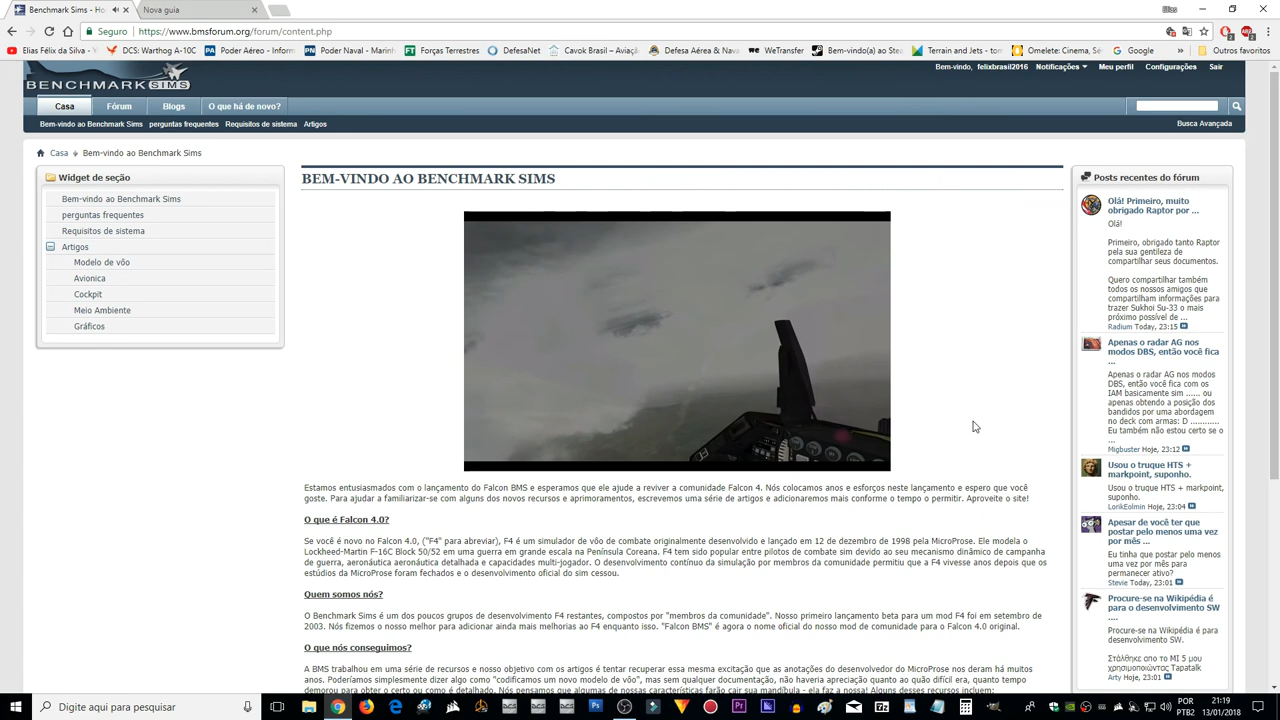 Benchmark Sims - Ho
Nova guia
Elias
Seguro
https://www.bmsforum.org/forum/content.php
Elias Félix da Silva - Y
DCS: Warthog A-10C
Poder Aéreo - Inform
Poder Naval - Marinh
Forças Terrestres
DefesaNet
Cavok Brasil – Aviaçã
Defesa Aérea & Nava
WeTransfer
Bem-vindo(a) ao Stea
Terrain and Jets - tom
Omelete: Cinema, Sé
Google
»
Outros favoritos
BENCHMARK SIMS
Bem-vindo, felixbrasil2016 Notificações Meu perfil Configurações Sair
Casa Fórum Blogs O que há de novo?
Bem-vindo ao Benchmark Sims perguntas frequentes Requisitos de sistema Artigos
Busca Avançada
Casa Bem-vindo ao Benchmark Sims
Widget de seção
Bem-vindo ao Benchmark Sims
perguntas frequentes
Requisitos de sistema
Artigos
Modelo de vôo
Avionica
Cockpit
Meio Ambiente
Gráficos
BEM-VINDO AO BENCHMARK SIMS
Estamos entusiasmados com o lançamento do Falcon BMS e esperamos que ele ajude a reviver a comunidade Falcon 4. Nós colocamos anos e esforços neste lançamento e espero que você
goste. Para ajudar a familiarizar-se com alguns dos novos recursos e aprimoramentos, escrevemos uma série de artigos e adicionaremos mais conforme o tempo o permitir. Aproveite o site!
O que é Falcon 4.0?
Se você é novo no Falcon 4.0, ("F4" para abreviar), F4 é um simulador de vôo de combate originalmente desenvolvido e lançado em 12 de dezembro de 1998 pela MicroProse. Ele modela o
Lockheed-Martin F-16C Block 50/52 em uma guerra em grande escala na Península Coreana. F4 tem sido popular entre pilotos de combate sim devido ao seu mecanismo dinâmico de campanha
de guerra, aeronáutica aeronáutica detalhada e capacidades multi-jogador. O desenvolvimento contínuo da simulação por membros da comunidade permitiu que a F4 vivesse anos depois que os
estúdios da MicroProse foram fechados e o desenvolvimento oficial do sim cessou.
Quem somos nós?
O Benchmark Sims é um dos poucos grupos de desenvolvimento F4 restantes, compostos por "membros da comunidade". Nosso primeiro lançamento beta para um mod F4 foi em setembro de
2003. Nós fizemos o nosso melhor para adicionar ainda mais melhorias ao F4 enquanto isso. "Falcon BMS" é agora o nome oficial do nosso mod de comunidade para o Falcon 4.0 original.
O que nós conseguimos?
A BMS trabalhou em uma série de recursos e nosso objetivo com os artigos é tentar recuperar essa mesma excitação que as anotações do desenvolvedor do MicroProse nos deram há muitos
anos. Poderíamos simplesmente dizer algo como "codificamos um novo modelo de vôo", mas sem qualquer documentação, não haveria apreciação quanto ao quão difícil era, quanto tempo
demorou para obter o certo ou como é detalhado. Nós pensamos que algumas de nossas características farão cair sua mandíbula - ela faz a nossa! Alguns desses recursos incluem:
Posts recentes do fórum
Olá! Primeiro, muito
obrigado Raptor por ...
Olá!
Primeiro, obrigado tanto Raptor
pela sua gentileza de
compartilhar seus documentos.
Quero compartilhar também
todos os nossos amigos que
compartilham informações para
trazer Sukhoi Su-33 o mais
próximo possível de ...
Radium Today, 23:15
Apenas o radar AG nos
modos DBS, então você fica
...
Apenas o radar AG nos modos
DBS, então você fica com os
IAM basicamente sim ...... ou
apenas obtendo a posição dos
bandidos por uma abordagem
no deck com armas: D ............
Eu também não estou certo se o
...
Migbuster Hoje, 23:12
Usou o truque HTS +
markpoint, suponho.
Usou o truque HTS + markpoint,
suponho.
LorikEolmin Hoje, 23:04
Apesar de você ter que
postar pelo menos uma vez
por mês ...
Eu tinha que postar pelo menos
uma vez por mês para
permanecer ativo?
Stevie Today, 23:01
Procure-se na Wikipédia é
para o desenvolvimento SW
....
Procure-se na Wikipédia é para o
desenvolvimento SW.
Στάλθηκε απο το MI 5 μου
χρησιμοποιώντας Tapatalk
Arty Hoje, 23:01
Digite aqui para pesquisar
POR
PTB2
21:19
13/01/2018